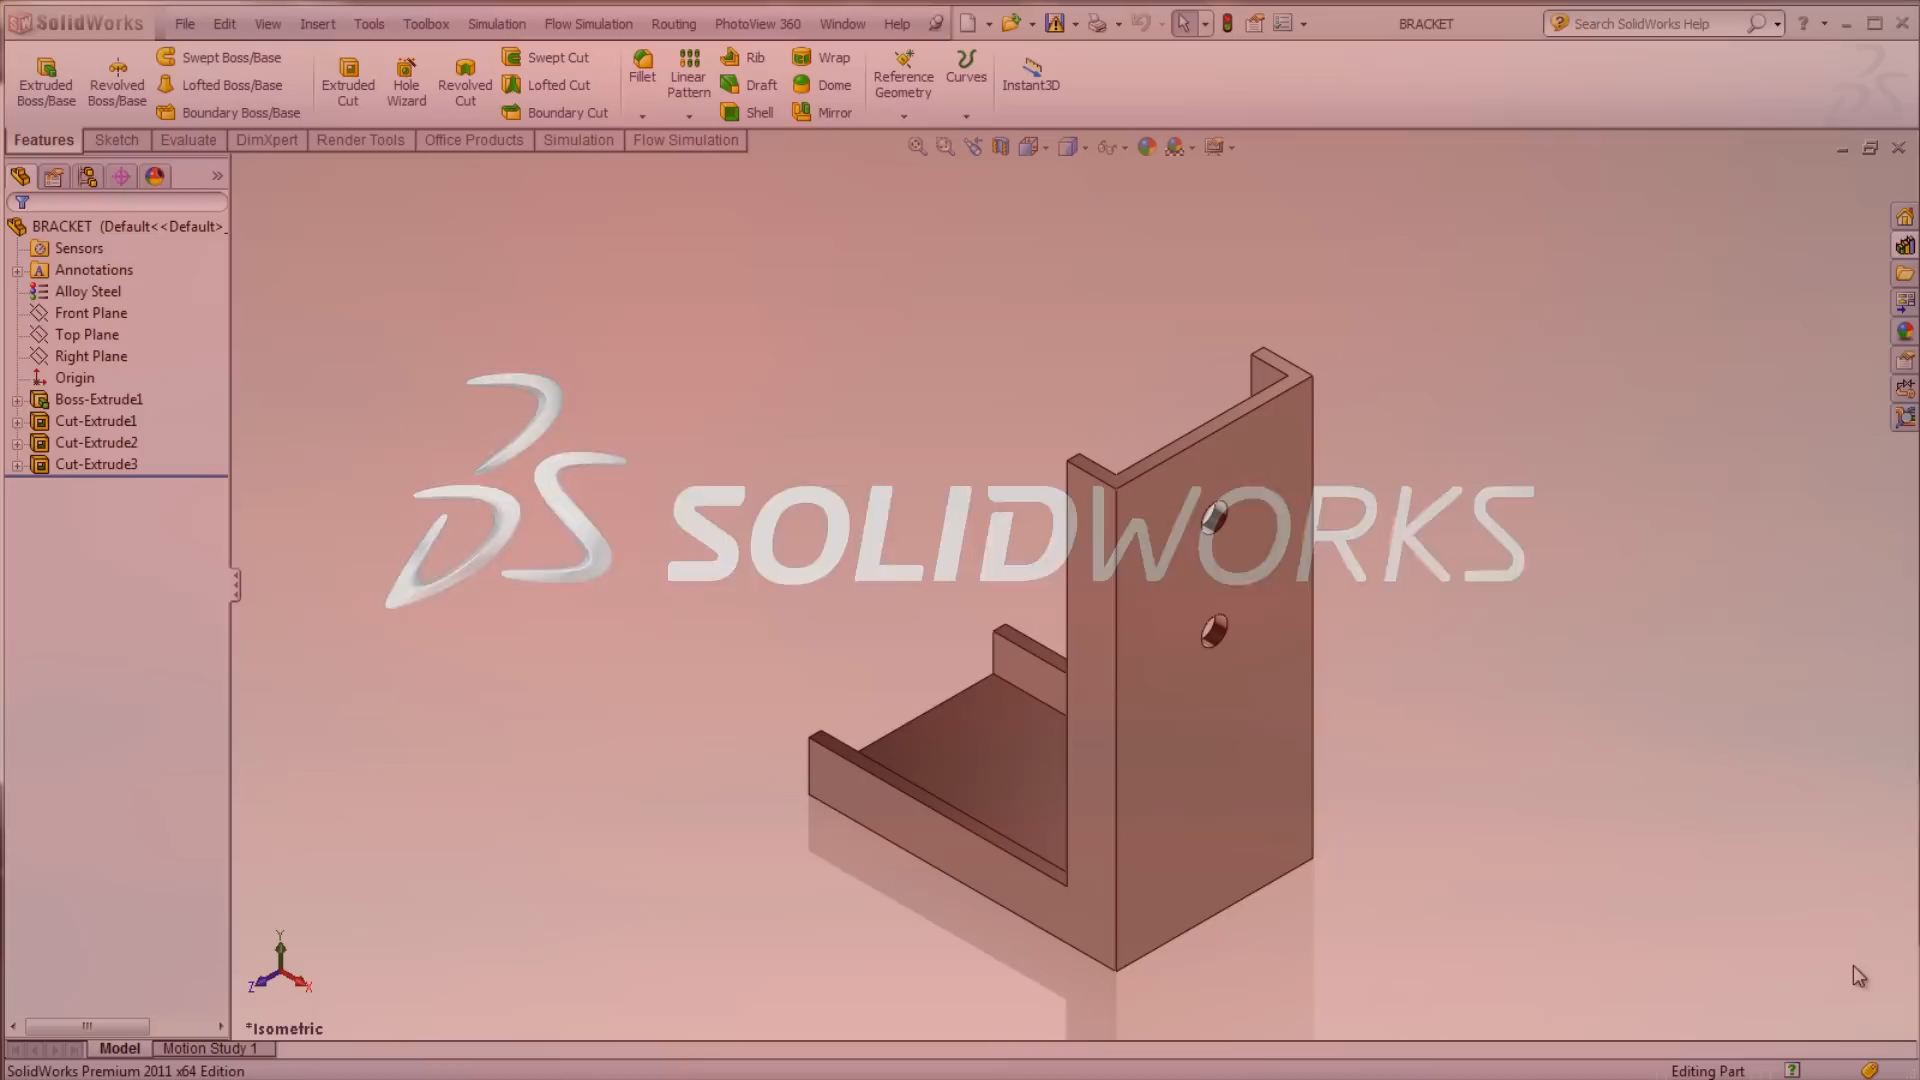 SolidWorks File Edit View Insert Tools Toolbox Simulation Flow Simulation Routing PhotoView 360 Window Help BRACKET Search SolidWorks Help
Extruded Boss/Base
Revolved Boss/Base
Swept Boss/Base
Lofted Boss/Base
Boundary Boss/Base
Extruded Cut
Hole Wizard
Revolved Cut
Swept Cut
Lofted Cut
Boundary Cut
Fillet
Linear Pattern
Rib
Draft
Shell
Wrap
Dome
Mirror
Reference Geometry
Curves
Instant3D
Features Sketch Evaluate DimXpert Render Tools Office Products Simulation Flow Simulation
BRACKET (Default<<Default>_
Sensors
Annotations
Alloy Steel
Front Plane
Top Plane
Right Plane
Origin
Boss-Extrude1
Cut-Extrude1
Cut-Extrude2
Cut-Extrude3
SOLIDWORKS
Y
Z X
*Isometric
Model Motion Study 1
SolidWorks Premium 2011 x64 Edition Editing Part